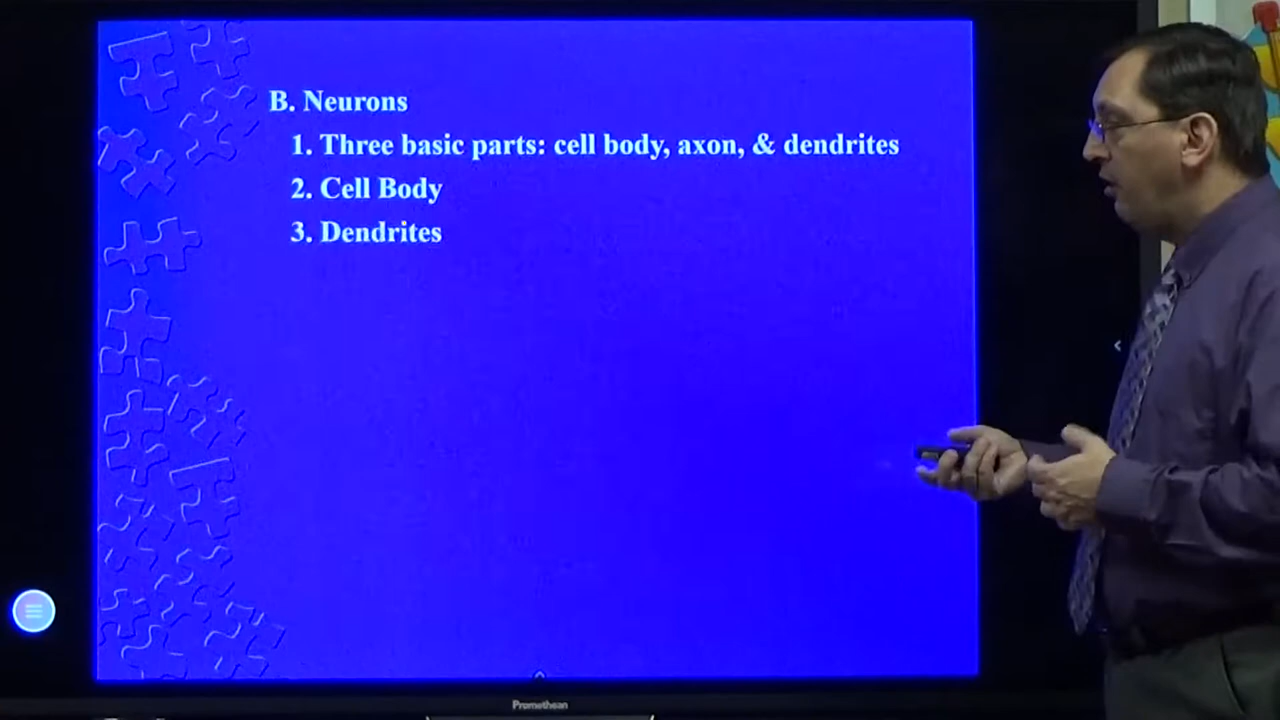 B. Neurons
1. Three basic parts: cell body, axon, & dendrites
2. Cell Body
3. Dendrites
Promethean